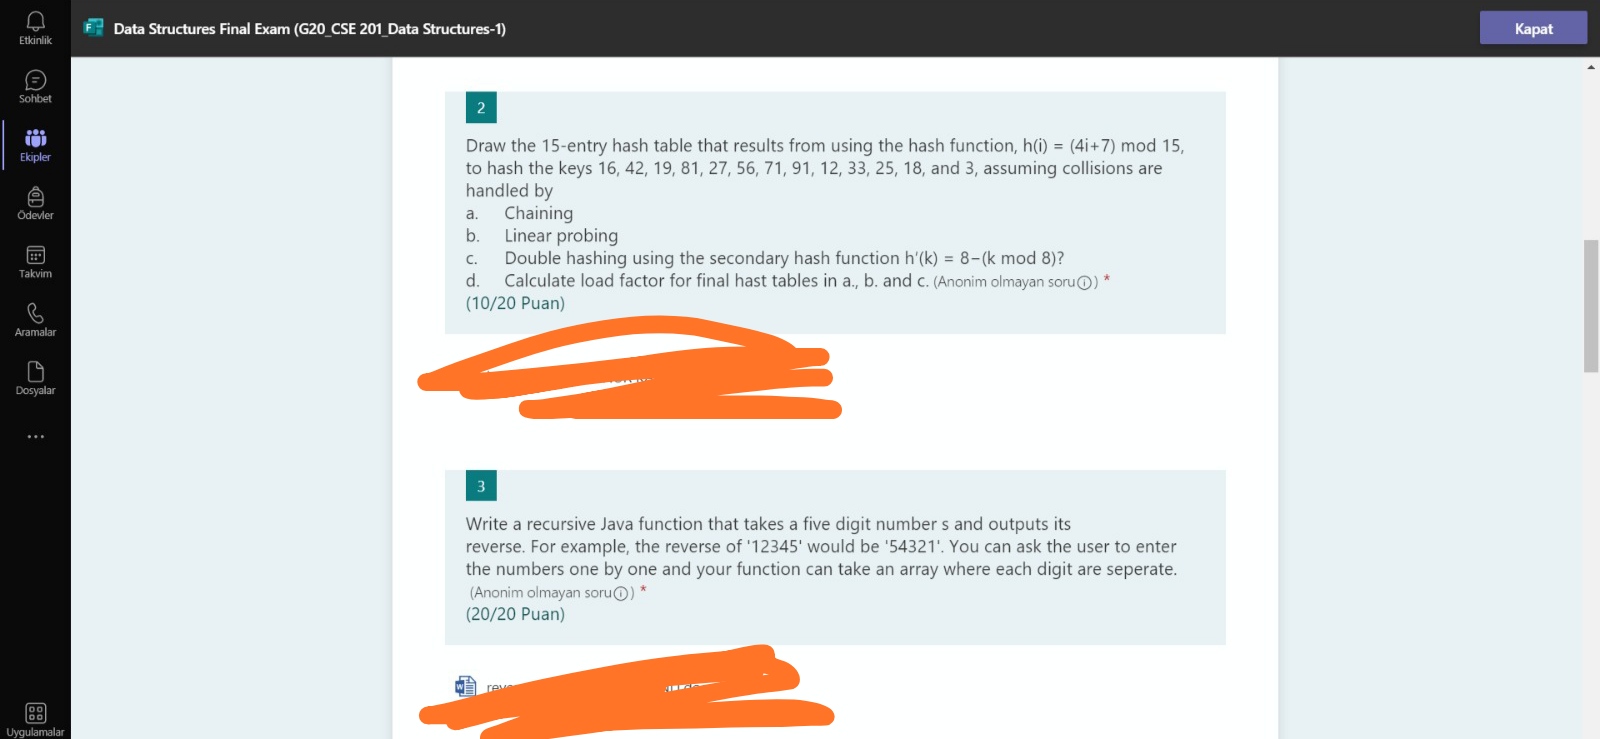 Data Structures Final Exam (G20_CSE 201_Data Structures-1)
Kapat
Etkinlik
Sohbet
Ekipler
Ödevler
Takvim
Aramalar
Dosyalar
...
Uygulamalar
2
Draw the 15-entry hash table that results from using the hash function, h(i) = (4i+7) mod 15,
to hash the keys 16, 42, 19, 81, 27, 56, 71, 91, 12, 33, 25, 18, and 3, assuming collisions are
handled by
a. Chaining
b. Linear probing
c. Double hashing using the secondary hash function h'(k) = 8−(k mod 8)?
d. Calculate load factor for final hast tables in a., b. and c. (Anonim olmayan soru) *
(10/20 Puan)
3
Write a recursive Java function that takes a five digit number s and outputs its
reverse. For example, the reverse of '12345' would be '54321'. You can ask the user to enter
the numbers one by one and your function can take an array where each digit are seperate.
(Anonim olmayan soru) *
(20/20 Puan)